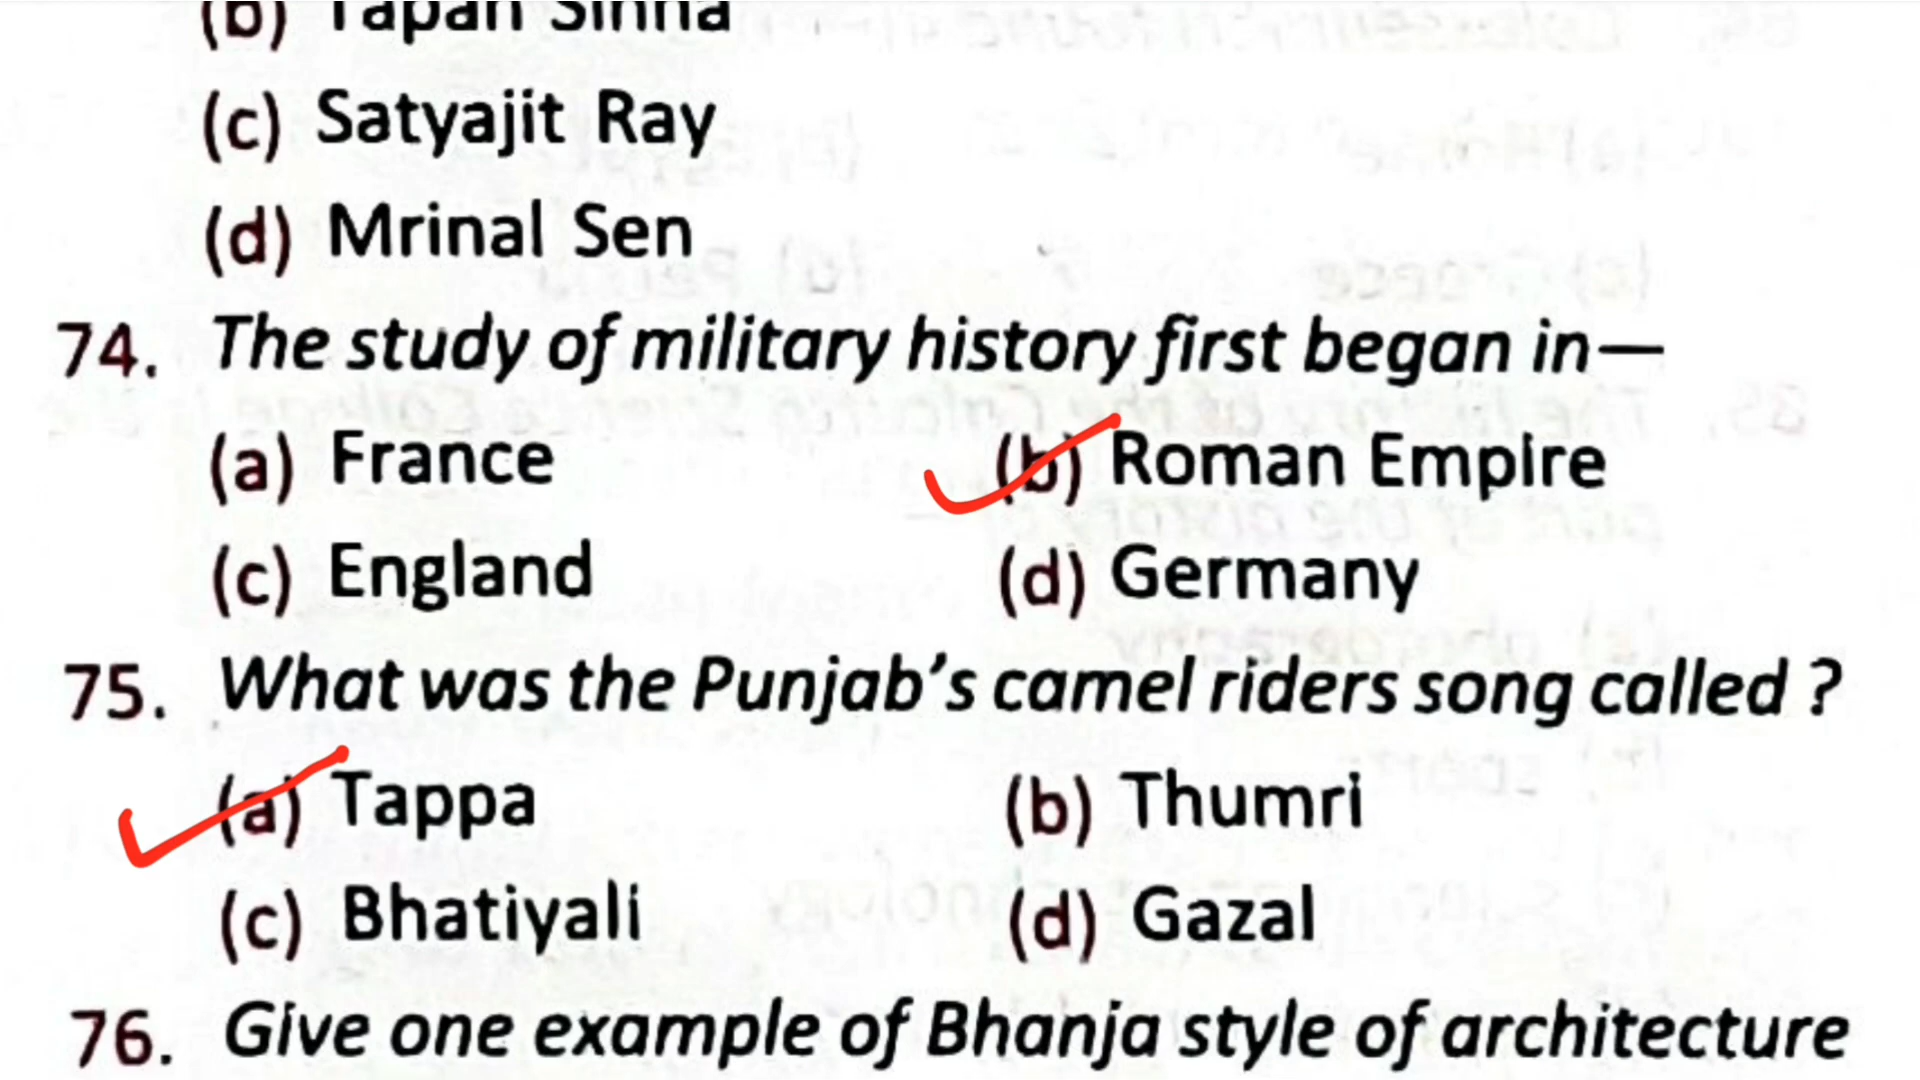 (b) Tapan Sinha
(c) Satyajit Ray
(d) Mrinal Sen
74. The study of military history first began in—
(a) France (b) Roman Empire
(c) England (d) Germany
75. What was the Punjab's camel riders song called ?
(a) Tappa (b) Thumri
(c) Bhatiyali (d) Gazal
76. Give one example of Bhanja style of architecture